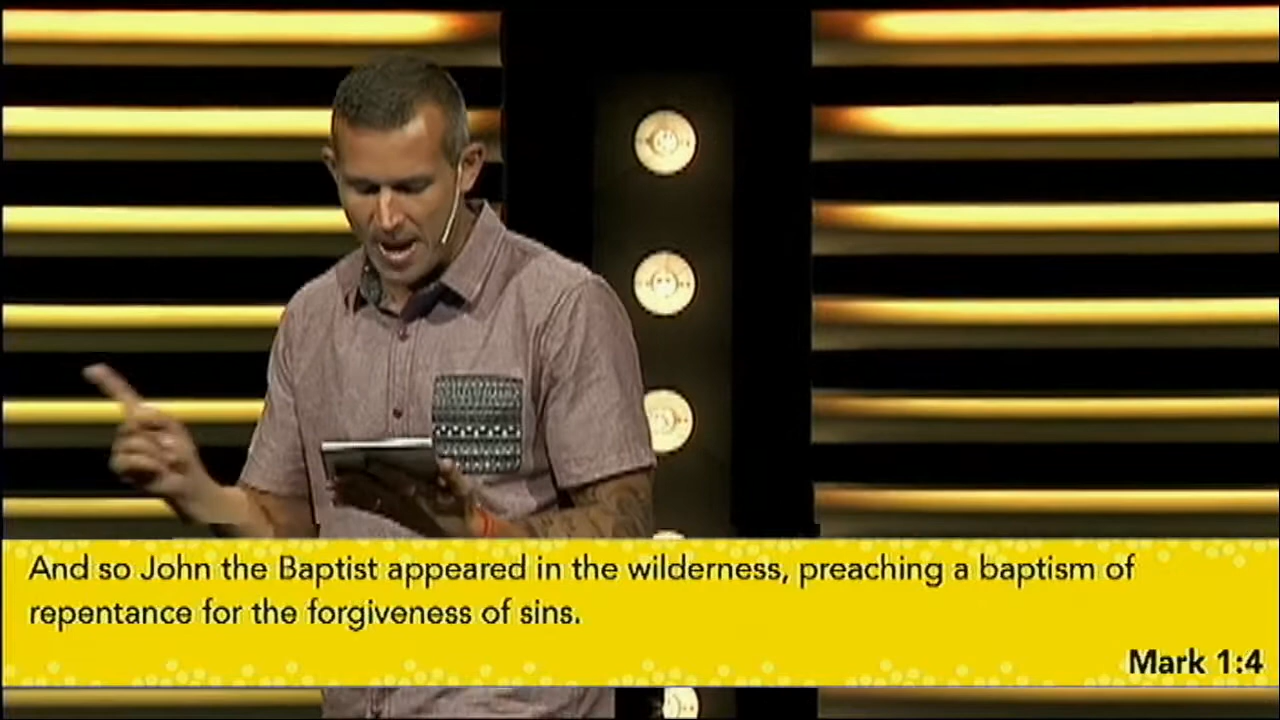 And so John the Baptist appeared in the wilderness, preaching a baptism of
repentance for the forgiveness of sins.
Mark 1:4